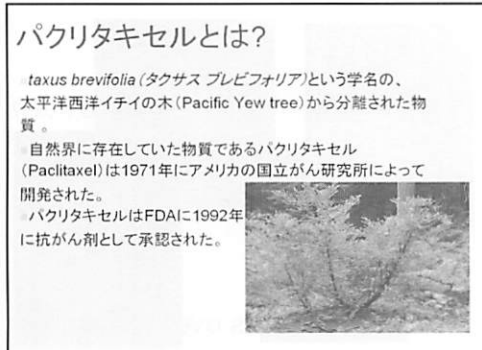 パクリタキセルとは?
taxus brevifolia (タクサス ブレビフォリア)という学名の、
太平洋西洋イチイの木(Pacific Yew tree)から分離された物
質 。
自然界に存在していた物質であるパクリタキセル
(Paclitaxel)は1971年にアメリカの国立がん研究所によって
開発された。
パクリタキセルはFDAに1992年
に抗がん剤として承認された。